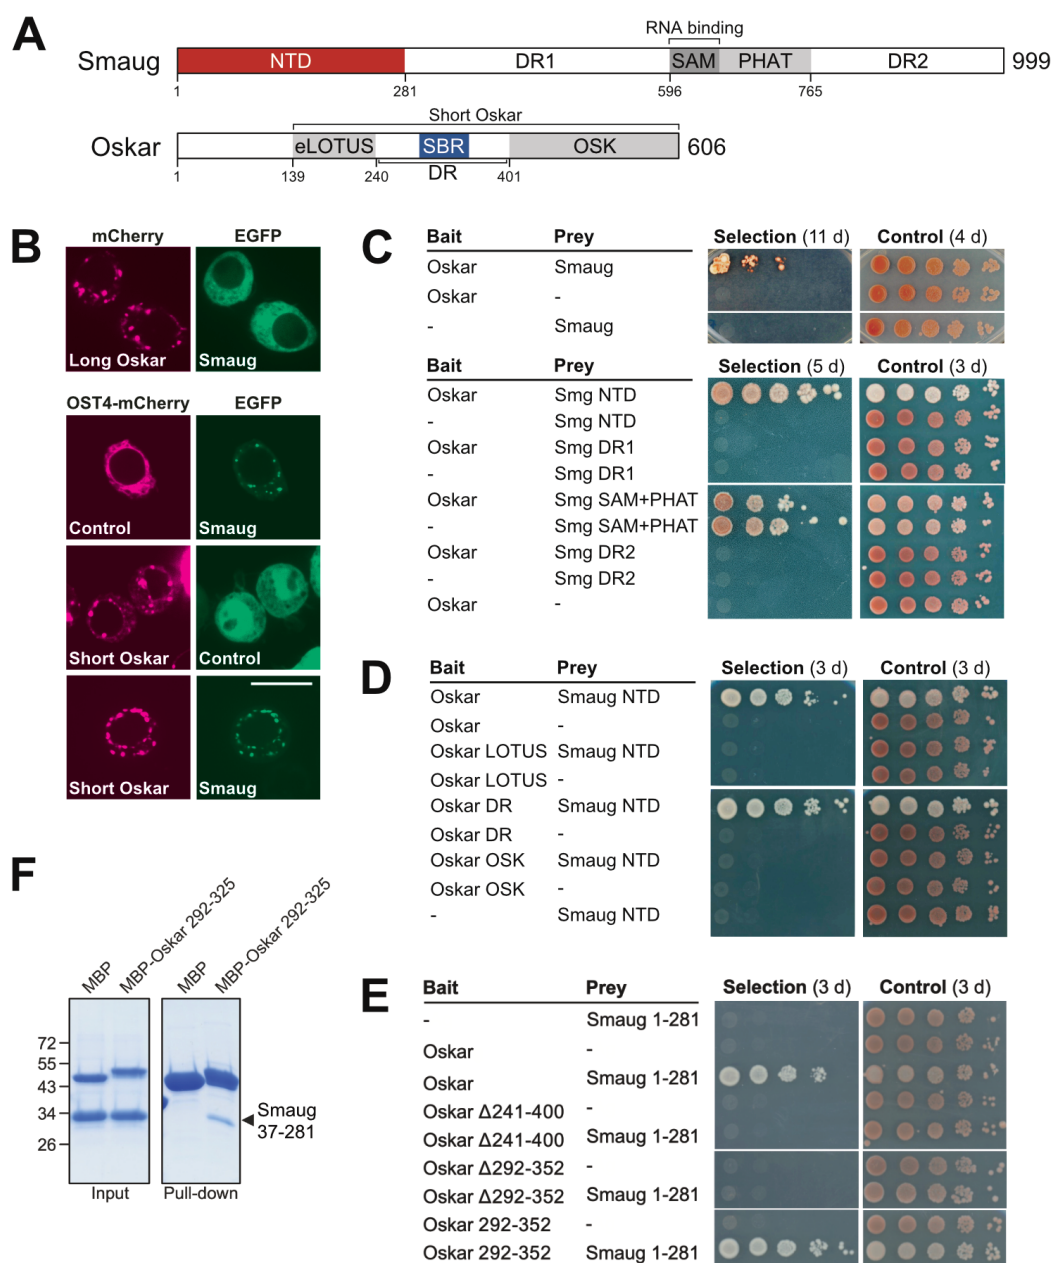 A
RNA binding
Smaug NTD DR1 SAM PHAT DR2 999
1 281 596 765
Short Oskar
Oskar eLOTUS SBR OSK 606
1 139 240 DR 401
B
mCherry EGFP
Long Oskar Smaug
OST4-mCherry EGFP
Control Smaug
Short Oskar Control
Short Oskar Smaug
C
Bait Prey Selection (11 d) Control (4 d)
Oskar Smaug
Oskar -
- Smaug
Bait Prey Selection (5 d) Control (3 d)
Oskar Smg NTD
- Smg NTD
Oskar Smg DR1
- Smg DR1
Oskar Smg SAM+PHAT
- Smg SAM+PHAT
Oskar Smg DR2
- Smg DR2
Oskar -
D
Bait Prey Selection (3 d) Control (3 d)
Oskar Smaug NTD
Oskar -
Oskar LOTUS Smaug NTD
Oskar LOTUS -
Oskar DR Smaug NTD
Oskar DR -
Oskar OSK Smaug NTD
Oskar OSK -
- Smaug NTD
E
Bait Prey Selection (3 d) Control (3 d)
- Smaug 1-281
Oskar -
Oskar Smaug 1-281
Oskar Δ241-400 -
Oskar Δ241-400 Smaug 1-281
Oskar Δ292-352 -
Oskar Δ292-352 Smaug 1-281
Oskar 292-352 -
Oskar 292-352 Smaug 1-281
F
MBP MBP-Oskar 292-325 MBP MBP-Oskar 292-325
72
55
43
34
26
Smaug
37-281
Input Pull-down